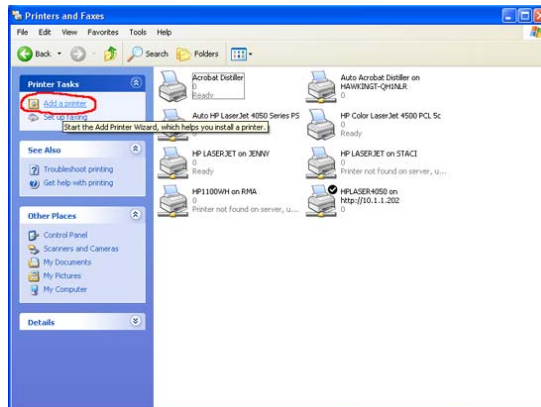 Printers and Faxes
File Edit View Favorites Tools Help
Back Search Folders
Printer Tasks
Add a printer
Set up faxing
Start the Add Printer Wizard, which helps you install a printer.
See Also
Troubleshoot printing
Get help with printing
Other Places
Control Panel
Scanners and Cameras
My Documents
My Pictures
My Computer
Details
Acrobat Distiller
0
Ready
Auto Acrobat Distiller on
HAWKINGT-QH1NLR
0
Auto HP LaserJet 4050 Series PS
HP Color LaserJet 4500 PCL 5c
0
Ready
HP LASERJET on JENNY
0
Ready
HP LASERJET on STACI
0
Printer not found on server, u...
HP1100WH on RMA
0
Printer not found on server, u...
HPLASER4050 on
http://10.1.1.202
0